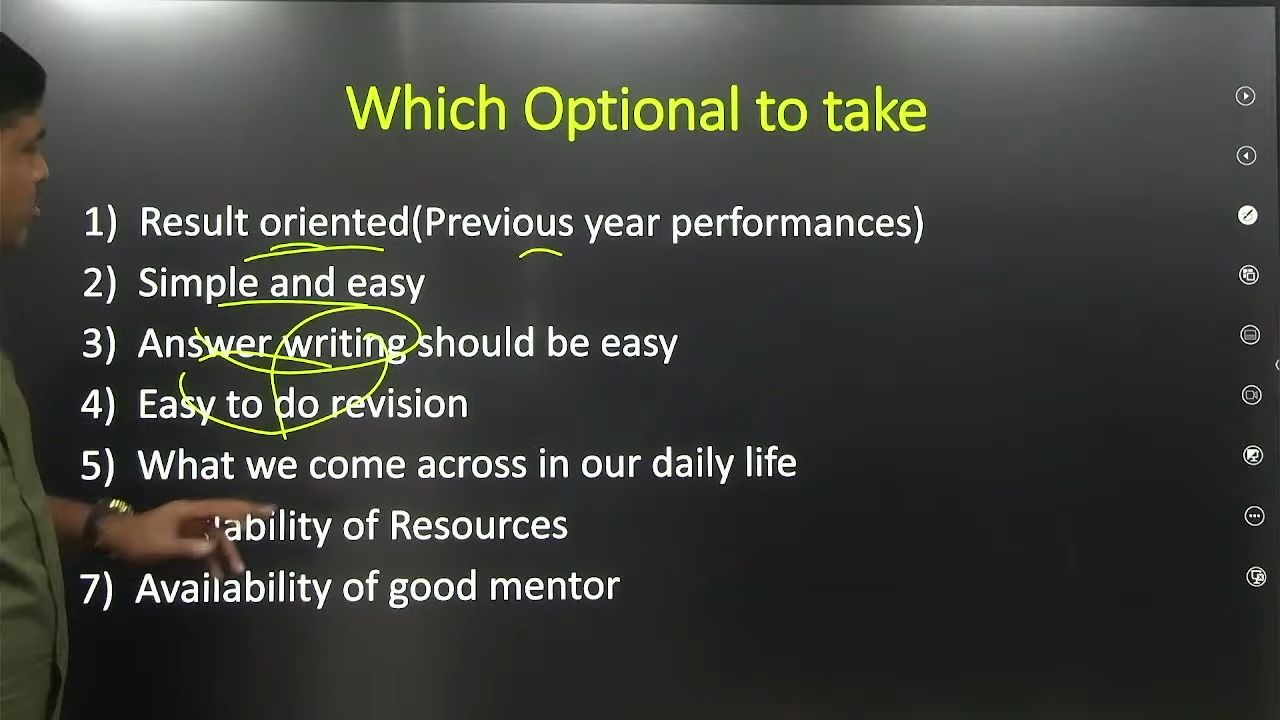 Which Optional to take
1) Result oriented(Previous year performances)
2) Simple and easy
3) Answer writing should be easy
4) Easy to do revision
5) What we come across in our daily life
of Resources
7) Availability of good mentor